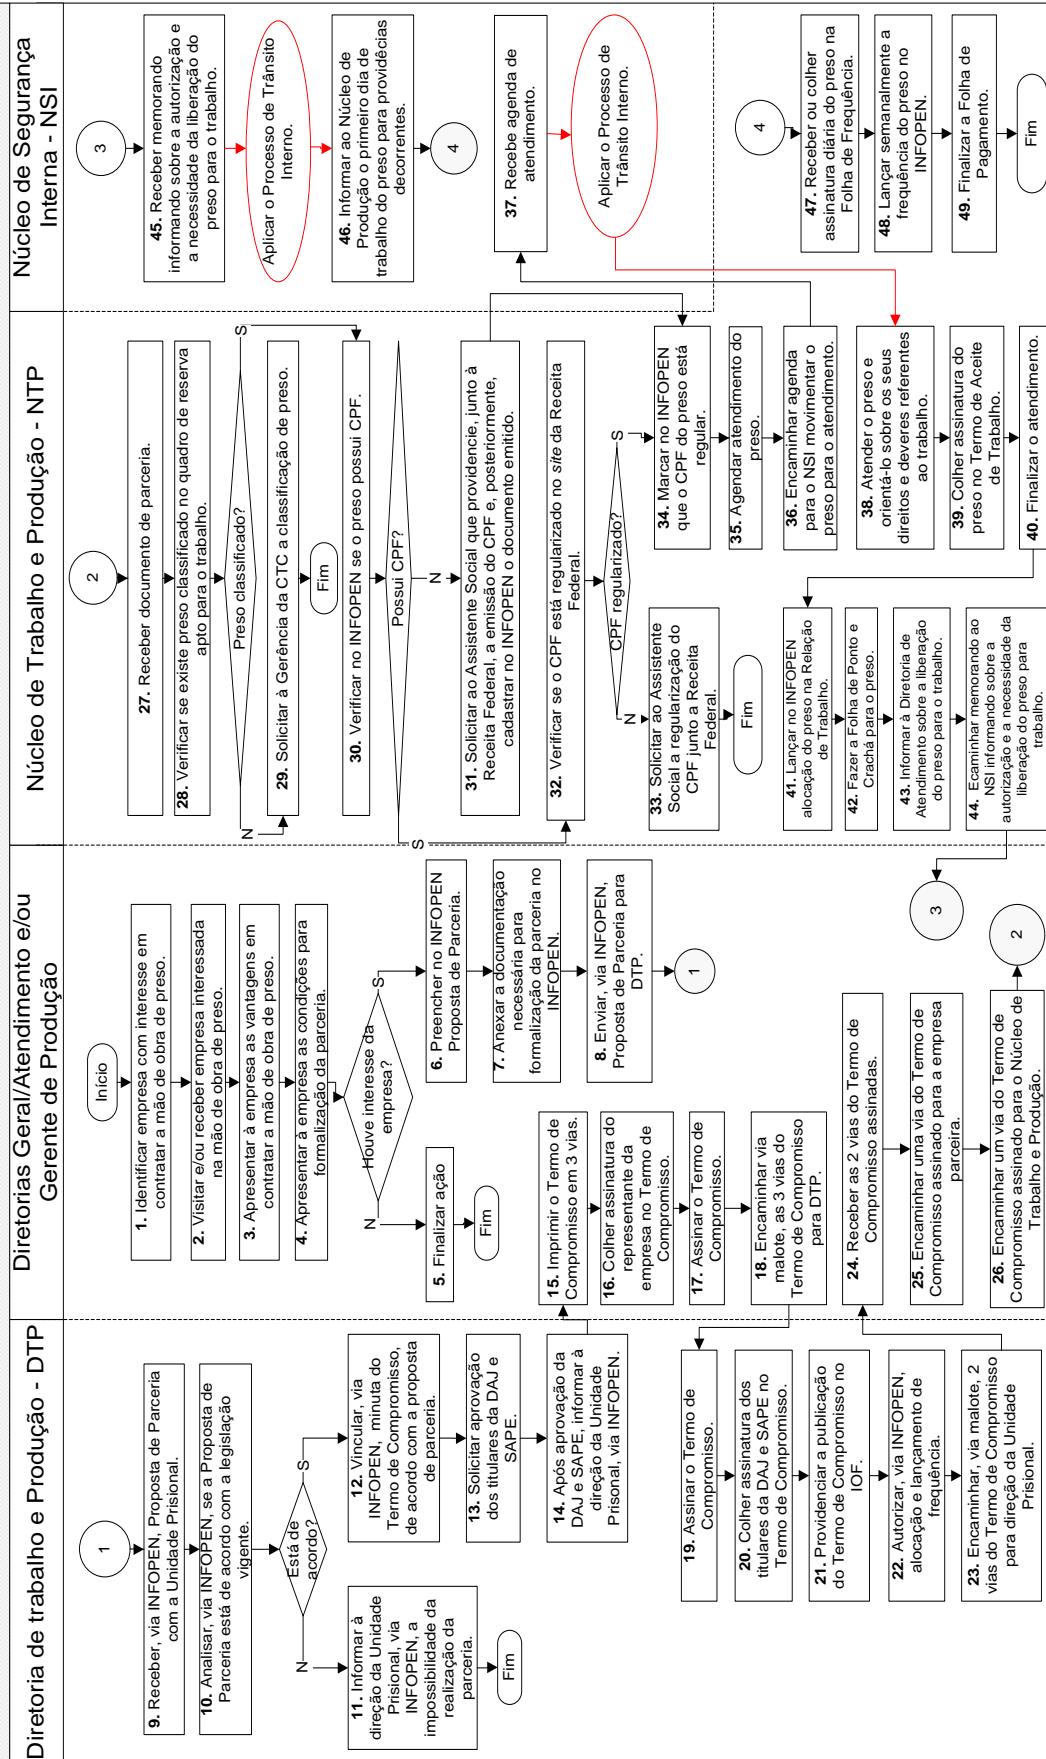 Diretoria de trabalho e Produção - DTP
1
9. Receber, via INFOPEN, Proposta de Parceria
com a Unidade Prisional.
10. Analisar, via INFOPEN, se a Proposta de
Parceria está de acordo com a legislação
vigente.
Está de
acordo?
N
S
11. Informar à
direção da Unidade
Prisional, via
INFOPEN, a
impossibilidade da
realização da
parceria.
Fim
12. Vincular, via
INFOPEN, minuta do
Termo de Compromisso,
de acordo com a proposta
de parceria.
13. Solicitar aprovação
dos titulares da DAJ e
SAPE.
14. Após aprovação da
DAJ e SAPE, informar à
direção da Unidade
Prisonal, via INFOPEN.
19. Assinar o Termo de
Compromisso.
20. Colher assinatura dos
titulares da DAJ e SAPE no
Termo de Compromisso.
21. Providenciar a publicação
do Termo de Compromisso no
IOF.
22. Autorizar, via INFOPEN,
alocação e lançamento de
frequência.
23. Encaminhar, via malote, 2
vias do Termo de Compromisso
para direção da Unidade
Prisional.
Diretorias Geral/Atendimento e/ou
Gerente de Produção
Início
1. Identificar empresa com interesse em
contratar a mão de obra de preso.
2. Visitar e/ou receber empresa interessada
na mão de obra de preso.
3. Apresentar à empresa as vantagens em
contratar a mão de obra de preso.
4. Apresentar à empresa as condições para
formalização da parceria.
Houve interesse da
empresa?
N
S
5. Finalizar ação
Fim
6. Preencher no INFOPEN
Proposta de Parceria.
7. Anexar a documentação
necessária para
formalização da parceria no
INFOPEN.
8. Enviar, via INFOPEN,
Proposta de Parceria para
DTP.
1
15. Imprimir o Termo de
Compromisso em 3 vias.
16. Colher assinatura do
representante da
empresa no Termo de
Compromisso.
17. Assinar o Termo de
Compromisso.
18. Encaminhar via
malote, as 3 vias do
Termo de Compromisso
para DTP.
24. Receber as 2 vias do Termo de
Compromisso assinadas.
25. Encaminhar uma via do Termo de
Compromisso assinado para a empresa
parceira.
26. Encaminhar um via do Termo de
Compromisso assinado para o Núcleo de
Trabalho e Produção.
2
3
Núcleo de Trabalho e Produção - NTP
2
27. Receber documento de parceria.
28. Verificar se existe preso classificado no quadro de reserva
apto para o trabalho.
Preso classificado?
N
S
29. Solicitar à Gerência da CTC a classificação de preso.
Fim
30. Verificar no INFOPEN se o preso possui CPF.
Possui CPF?
S
N
31. Solicitar ao Assistente Social que providencie, junto à
Receita Federal, a emissão do CPF e, posteriormente,
cadastrar no INFOPEN o documento emitido.
32. Verificar se o CPF está regularizado no site da Receita
Federal.
CPF regularizado?
N
S
33. Solicitar ao Assistente
Social a regularização do
CPF junto a Receita
Federal.
Fim
34. Marcar no INFOPEN
que o CPF do preso está
regular.
35. Agendar atendimento do
preso.
36. Encaminhar agenda
para o NSI movimentar o
preso para o atendimento.
38. Atender o preso e
orientá-lo sobre os seus
direitos e deveres referentes
ao trabalho.
39. Colher assinatura do
preso no Termo de Aceite
de Trabalho.
40. Finalizar o atendimento.
41. Lançar no INFOPEN
alocação do preso na Relação
de Trabalho.
42. Fazer a Folha de Ponto e
Crachá para o preso.
43. Informar à Diretoria de
Atendimento sobre a liberação
do preso para o trabalho.
44. Ecaminhar memorando ao
NSI informando sobre a
autorização e a necessidade da
liberação do preso para
trabalho.
Núcleo de Segurança
Interna - NSI
3
45. Receber memorando
informando sobre a autorização e
a necessidade da liberação do
preso para o trabalho.
Aplicar o Processo de Trânsito
Interno.
46. Informar ao Núcleo de
Produção o primeiro dia de
trabalho do preso para providêcias
decorrentes.
4
37. Recebe agenda de
atendimento.
Aplicar o Processo de
Trânsito Interno.
4
47. Receber ou colher
assinatura diária do preso na
Folha de Frequência.
48. Lançar semanalmente a
frequência do preso no
INFOPEN.
49. Finalizar a Folha de
Pagamento.
Fim